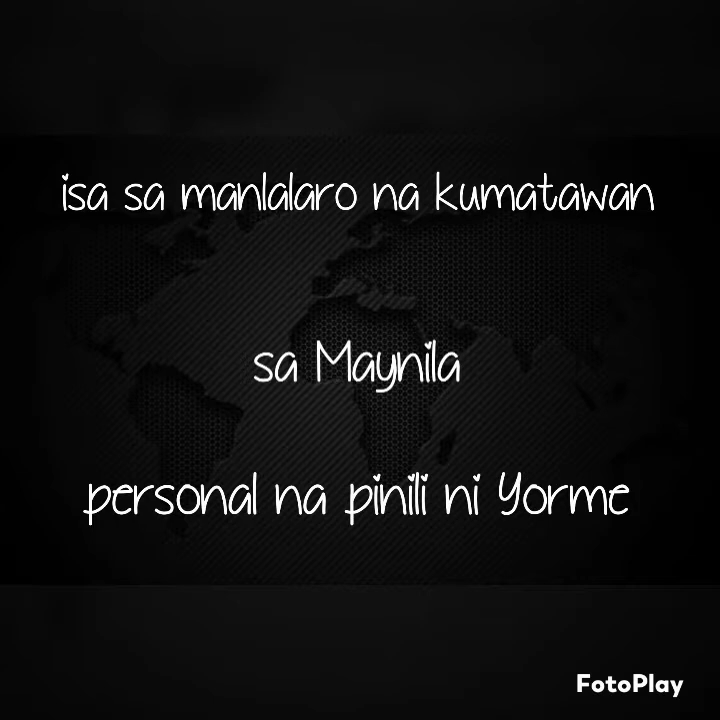 isa sa manlalaro na kumatawan
sa Maynila
personal na pinili ni Yorme
FotoPlay